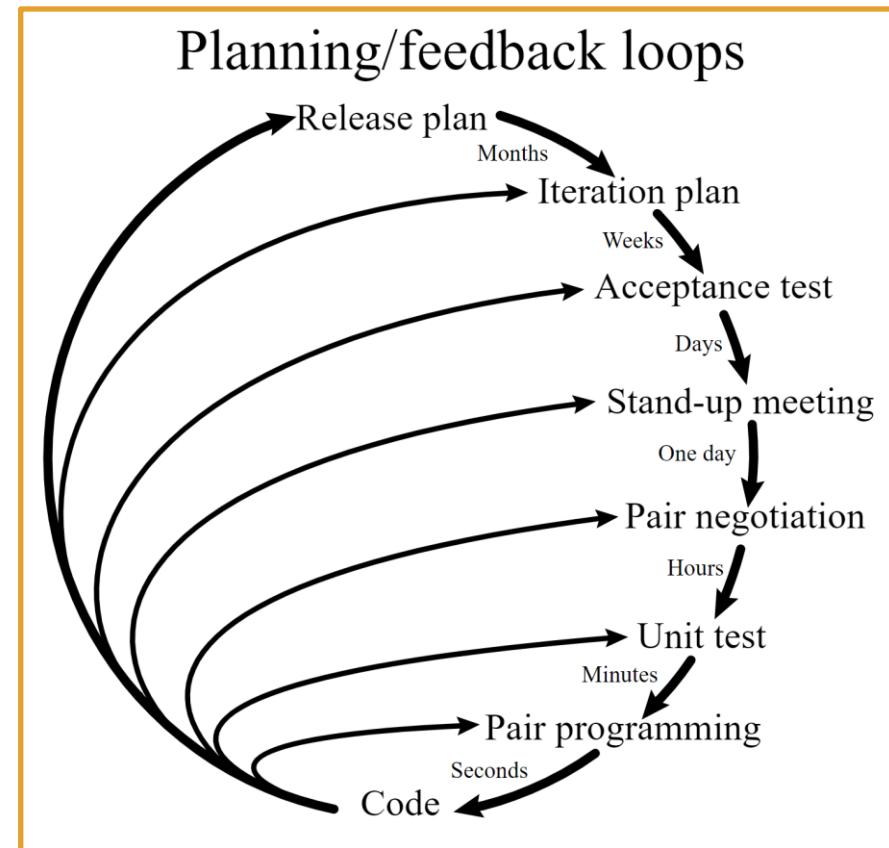 Planning/feedback loops
Release plan
Months
Iteration plan
Weeks
Acceptance test
Days
Stand-up meeting
One day
Pair negotiation
Hours
Unit test
Minutes
Pair programming
Seconds
Code